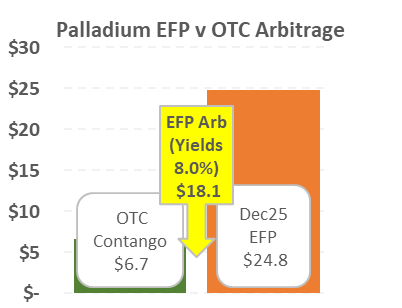 Palladium EFP v OTC Arbitrage
$30
$25
$20
$15
$10
$5
$-
EFP Arb
(Yields
8.0%)
$18.1
OTC
Contango
$6.7
Dec25
EFP
$24.8